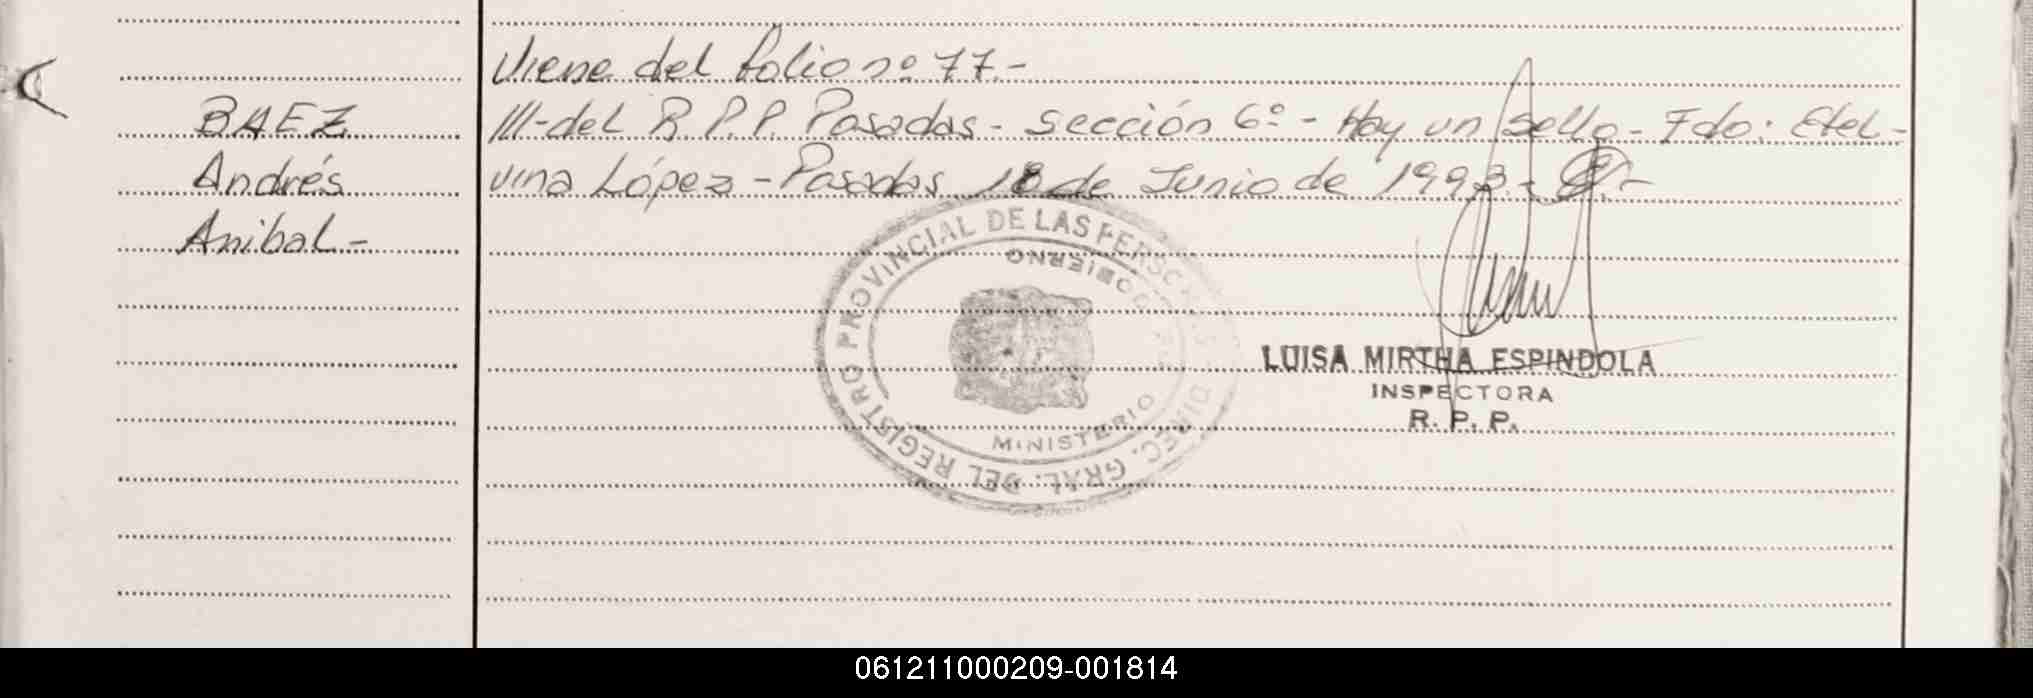 Viene del folio nº 77.-
BAEZ
III-del R.P.P. Posadas - Sección 6º - Hay un sello - Fdo: Etel-
Andrés
vina López - Posadas 18 de Junio de 1993.-
Anibal -
DIREC. GRAL. DEL REGISTRO PROVINCIAL DE LAS PERSONAS
MINISTERIO
GOBIERNO
LUISA MIRTHA ESPINDOLA
INSPECTORA
R. P. P.
061211000209-001814